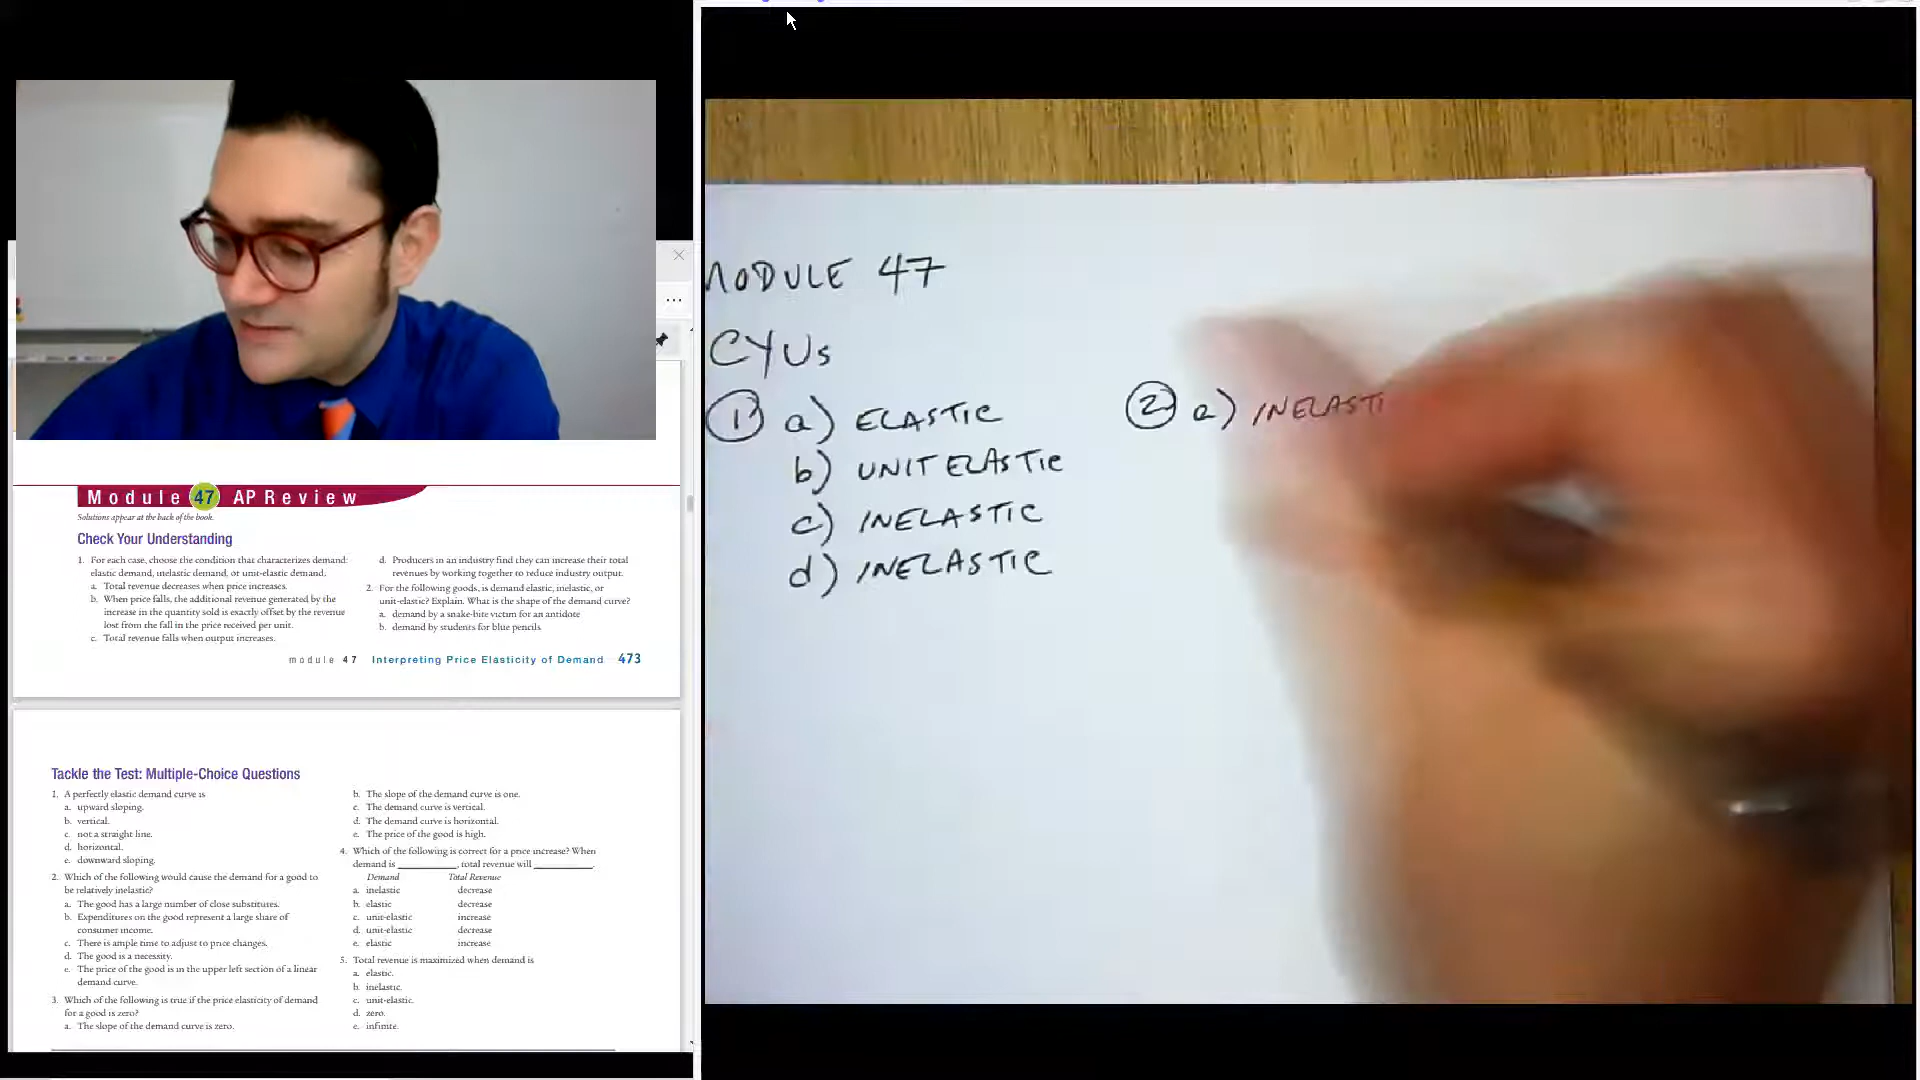 Module 47 AP Review
Solutions appear at the back of the book.
Check Your Understanding
1. For each case, choose the condition that characterizes demand:
elastic demand, inelastic demand, or unit-elastic demand.
a. Total revenue decreases when price increases.
b. When price falls, the additional revenue generated by the
increase in the quantity sold is exactly offset by the revenue
lost from the fall in the price received per unit.
c. Total revenue falls when output increases.
d. Producers in an industry find they can increase their total
revenues by working together to reduce industry output.
2. For the following goods, is demand elastic, inelastic, or
unit-elastic? Explain. What is the shape of the demand curve?
a. demand by a snake-bite victim for an antidote
b. demand by students for blue pencils
module 47 Interpreting Price Elasticity of Demand 473
Tackle the Test: Multiple-Choice Questions
1. A perfectly elastic demand curve is
a. upward sloping.
b. vertical.
c. not a straight line.
d. horizontal.
e. downward sloping.
2. Which of the following would cause the demand for a good to
be relatively inelastic?
a. The good has a large number of close substitutes.
b. Expenditures on the good represent a large share of
consumer income.
c. There is ample time to adjust to price changes.
d. The good is a necessity.
e. The price of the good is in the upper left section of a linear
demand curve.
3. Which of the following is true if the price elasticity of demand
for a good is zero?
a. The slope of the demand curve is zero.
b. The slope of the demand curve is one.
c. The demand curve is vertical.
d. The demand curve is horizontal.
e. The price of the good is high.
4. Which of the following is correct for a price increase? When
demand is __________, total revenue will __________.
Demand Total Revenue
a. inelastic decrease
b. elastic decrease
c. unit-elastic increase
d. unit-elastic decrease
e. elastic increase
5. Total revenue is maximized when demand is
a. elastic.
b. inelastic.
c. unit-elastic.
d. zero.
e. infinite.
MODULE 47
CYUs
1 a) ELASTIC
b) UNIT ELASTIC
c) INELASTIC
d) INELASTIC
2 a) INELASTI